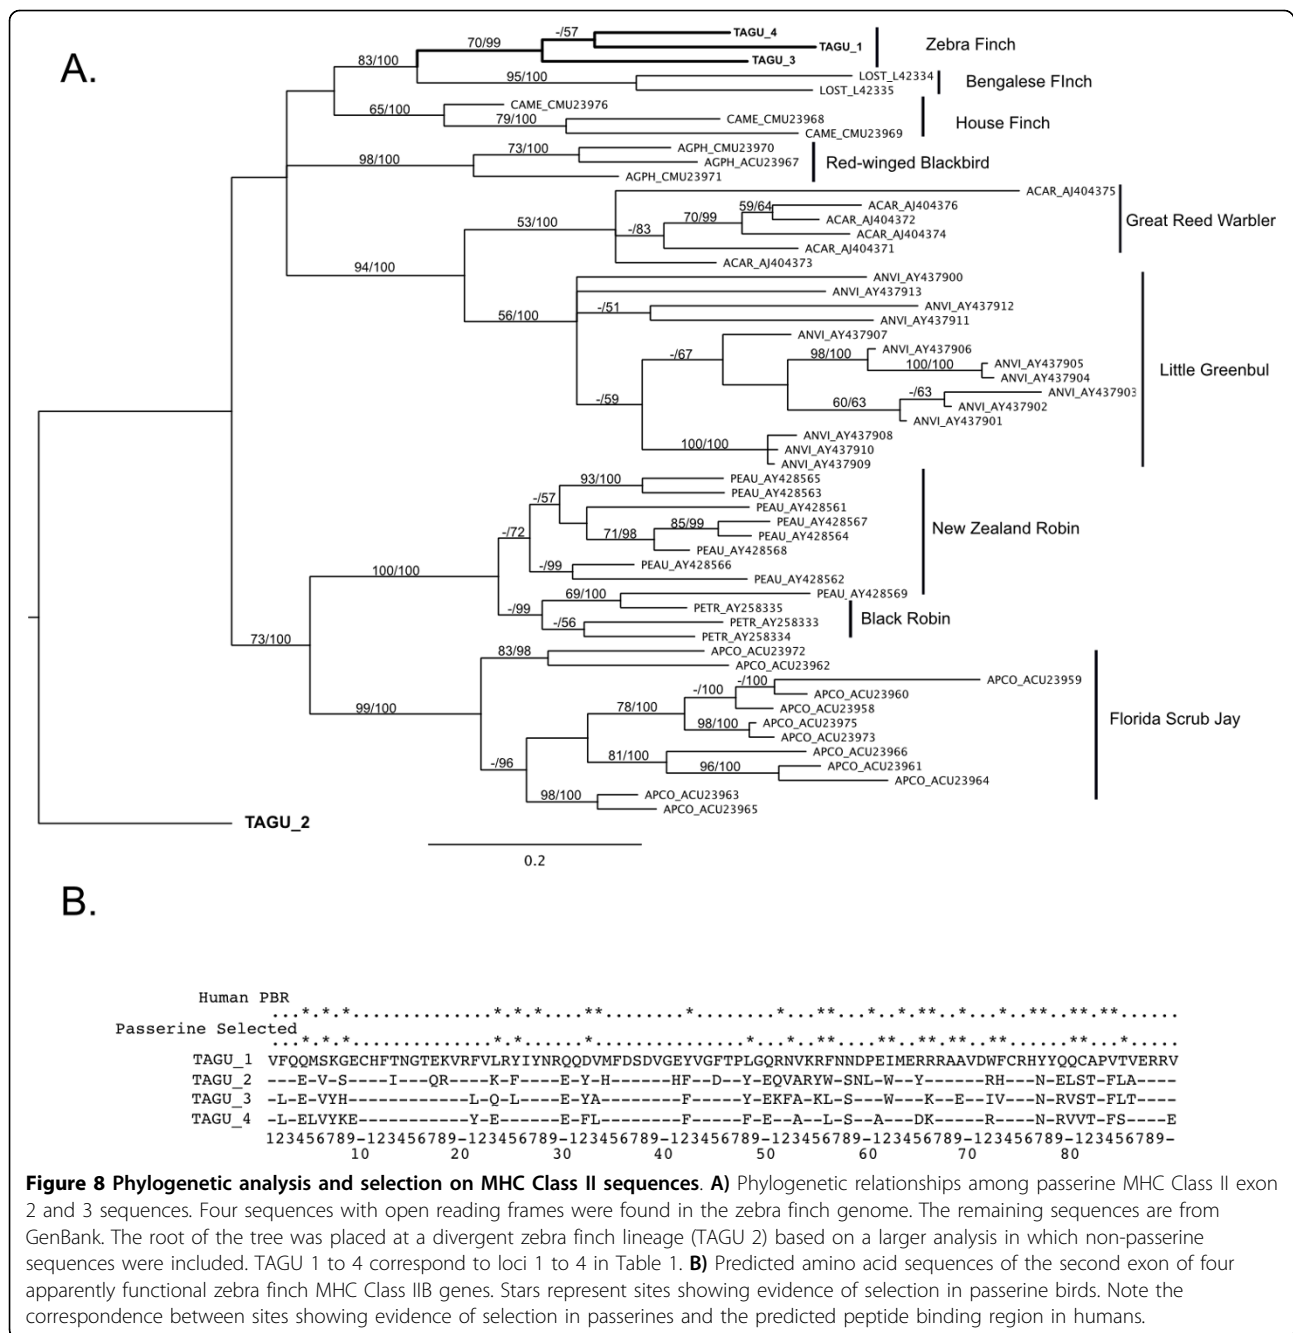 A.
TAGU_4
-/57
70/99
TAGU_1
Zebra Finch
83/100
TAGU_3
LOST_L42334
95/100
Bengalese FInch
LOST_L42335
CAME_CMU23976
65/100
CAME_CMU23968
79/100
House Finch
CAME_CMU23969
AGPH_CMU23970
73/100
98/100
AGPH_ACU23967
Red-winged Blackbird
AGPH_CMU23971
ACAR_AJ404375
59/64
ACAR_AJ404376
70/99
ACAR_AJ404372
Great Reed Warbler
53/100
-/83
ACAR_AJ404374
ACAR_AJ404371
94/100
ACAR_AJ404373
ANVI_AY437900
ANVI_AY437913
56/100
-/51
ANVI_AY437912
ANVI_AY437911
ANVI_AY437907
-/67
98/100
ANVI_AY437906
100/100
ANVI_AY437905
Little Greenbul
ANVI_AY437904
-/63
ANVI_AY437903
-/59
60/63
ANVI_AY437902
ANVI_AY437901
ANVI_AY437908
100/100
ANVI_AY437910
ANVI_AY437909
93/100
PEAU_AY428565
-/57
PEAU_AY428563
PEAU_AY428561
85/99
PEAU_AY428567
New Zealand Robin
-/72
71/98
PEAU_AY428564
PEAU_AY428568
100/100
PEAU_AY428566
-/99
PEAU_AY428562
69/100
PEAU_AY428569
-/99
PETR_AY258335
-/56
PETR_AY258333
Black Robin
PETR_AY258334
73/100
83/98
APCO_ACU23972
APCO_ACU23962
-/100
APCO_ACU23959
-/100
APCO_ACU23960
99/100
78/100
APCO_ACU23958
98/100
APCO_ACU23975
Florida Scrub Jay
APCO_ACU23973
81/100
APCO_ACU23966
-/96
96/100
APCO_ACU23961
APCO_ACU23964
98/100
APCO_ACU23963
APCO_ACU23965
TAGU_2
0.2
B.
Human PBR
...*.*.*..............*.*.......**..............*....**...*....**...*..**..**.......
Passerine Selected
TAGU_1 VFQQMSKGECHFTNGTEKVRFVLRYIYNRQQDVMFDSDVGEYVGFTPLGQRNVKRFNNDPEIMERRRAAVDWFCRHYYQQCAPVTVERRV
TAGU_2 ---E-V-S----I---QR----K-F----E-Y-H------HF--D--Y-EQVARYW-SNL-W--Y------RH---N-ELST-FLA----
TAGU_3 -L-E-VYH------------L-Q-L----E-YA--------F-----Y-EKFA-KL-S---W---K--E--IV---N-RVST-FLT----
TAGU_4 -L-ELVYKE-----------Y-E------E-FL--------F-----F-E--A--L-S--A---DK-----R----N-RVVT-FS-----E
123456789-123456789-123456789-123456789-123456789-123456789-123456789-123456789-123456789-
10 20 30 40 50 60 70 80
Figure 8 Phylogenetic analysis and selection on MHC Class II sequences. A) Phylogenetic relationships among passerine MHC Class II exon
2 and 3 sequences. Four sequences with open reading frames were found in the zebra finch genome. The remaining sequences are from
GenBank. The root of the tree was placed at a divergent zebra finch lineage (TAGU 2) based on a larger analysis in which non-passerine
sequences were included. TAGU 1 to 4 correspond to loci 1 to 4 in Table 1. B) Predicted amino acid sequences of the second exon of four
apparently functional zebra finch MHC Class IIB genes. Stars represent sites showing evidence of selection in passerine birds. Note the
correspondence between sites showing evidence of selection in passerines and the predicted peptide binding region in humans.